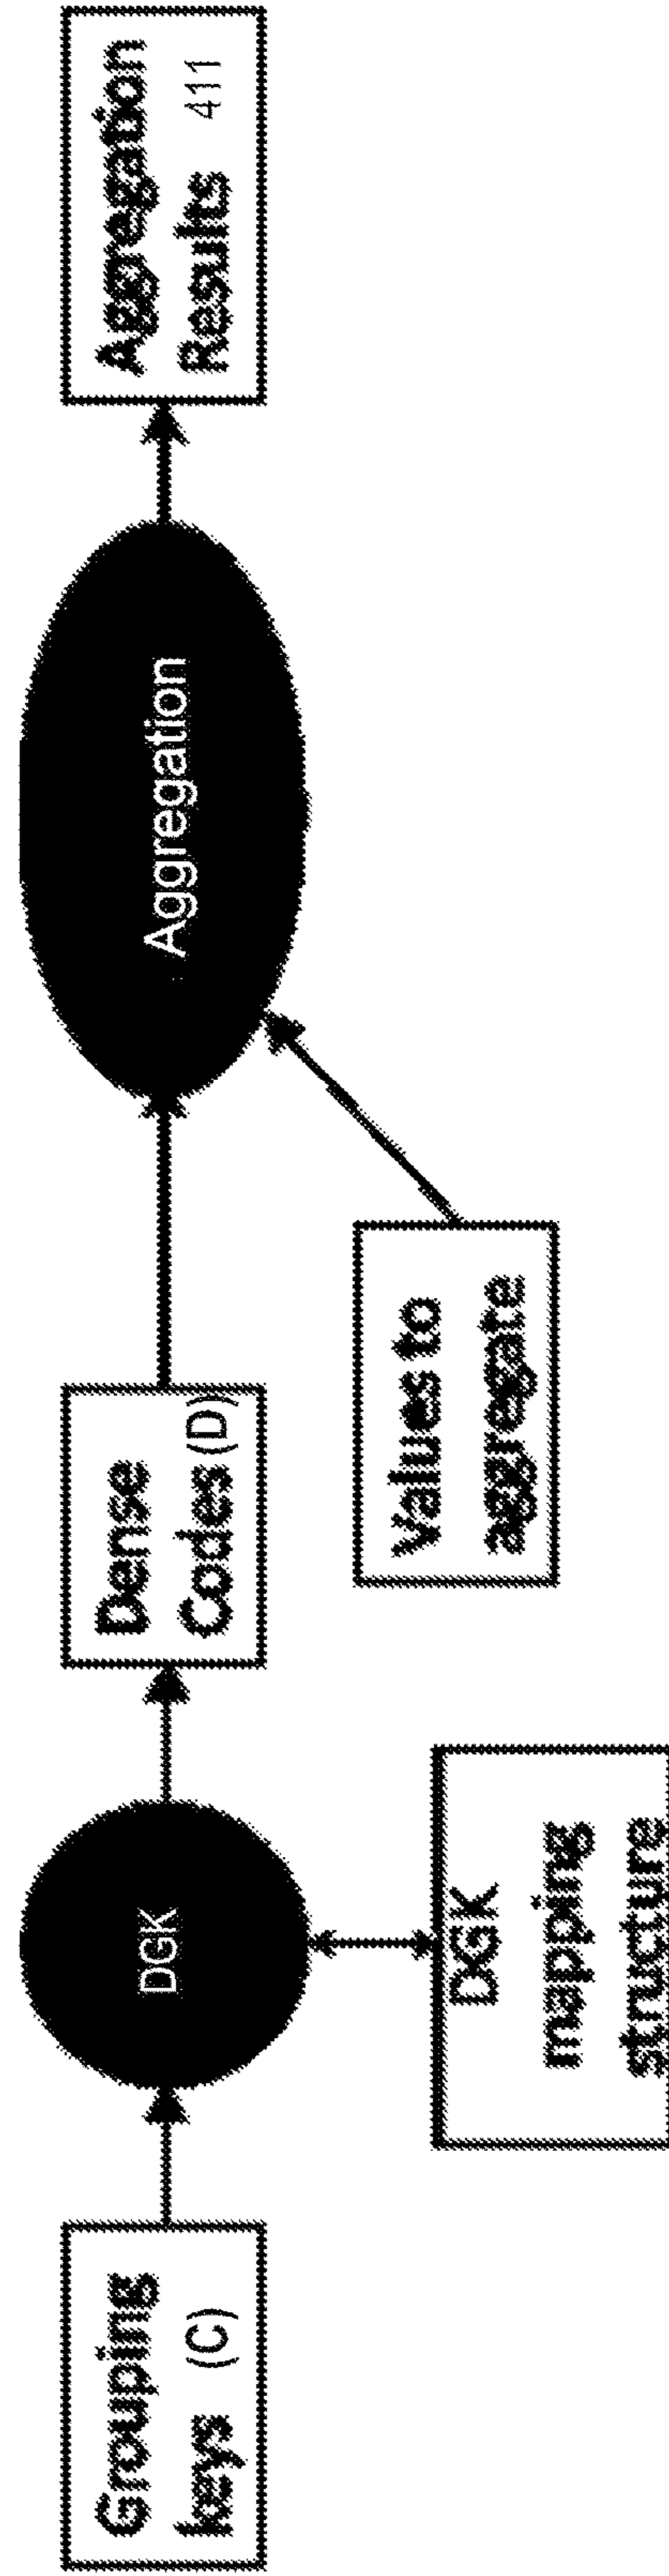 Grouping
keys (C)
DGK
DGK
mapping
structure
Dense
Codes (D)
Values to
aggregate
Aggregation
Aggregation
Results 411